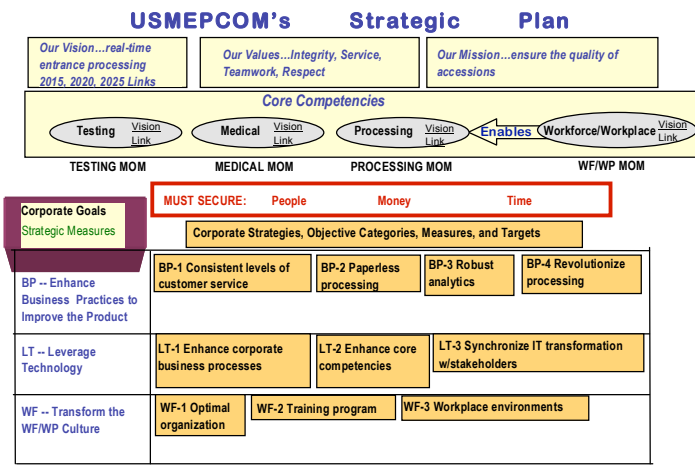 USMEPCOM's Strategic Plan
Our Vision...real-time
entrance processing
2015, 2020, 2025 Links
Our Values...Integrity, Service,
Teamwork, Respect
Our Mission...ensure the quality of
accessions
Core Competencies
Testing Vision
Link
Medical Vision
Link
Processing Vision
Link
Enables
Workforce/Workplace Vision
Link
TESTING MOM
MEDICAL MOM
PROCESSING MOM
WF/WP MOM
Corporate Goals
Strategic Measures
MUST SECURE: People Money Time
Corporate Strategies, Objective Categories, Measures, and Targets
BP -- Enhance
Business Practices to
Improve the Product
BP-1 Consistent levels of
customer service
BP-2 Paperless
processing
BP-3 Robust
analytics
BP-4 Revolutionize
processing
LT -- Leverage
Technology
LT-1 Enhance corporate
business processes
LT-2 Enhance core
competencies
LT-3 Synchronize IT transformation
w/stakeholders
WF -- Transform the
WF/WP Culture
WF-1 Optimal
organization
WF-2 Training program
WF-3 Workplace environments